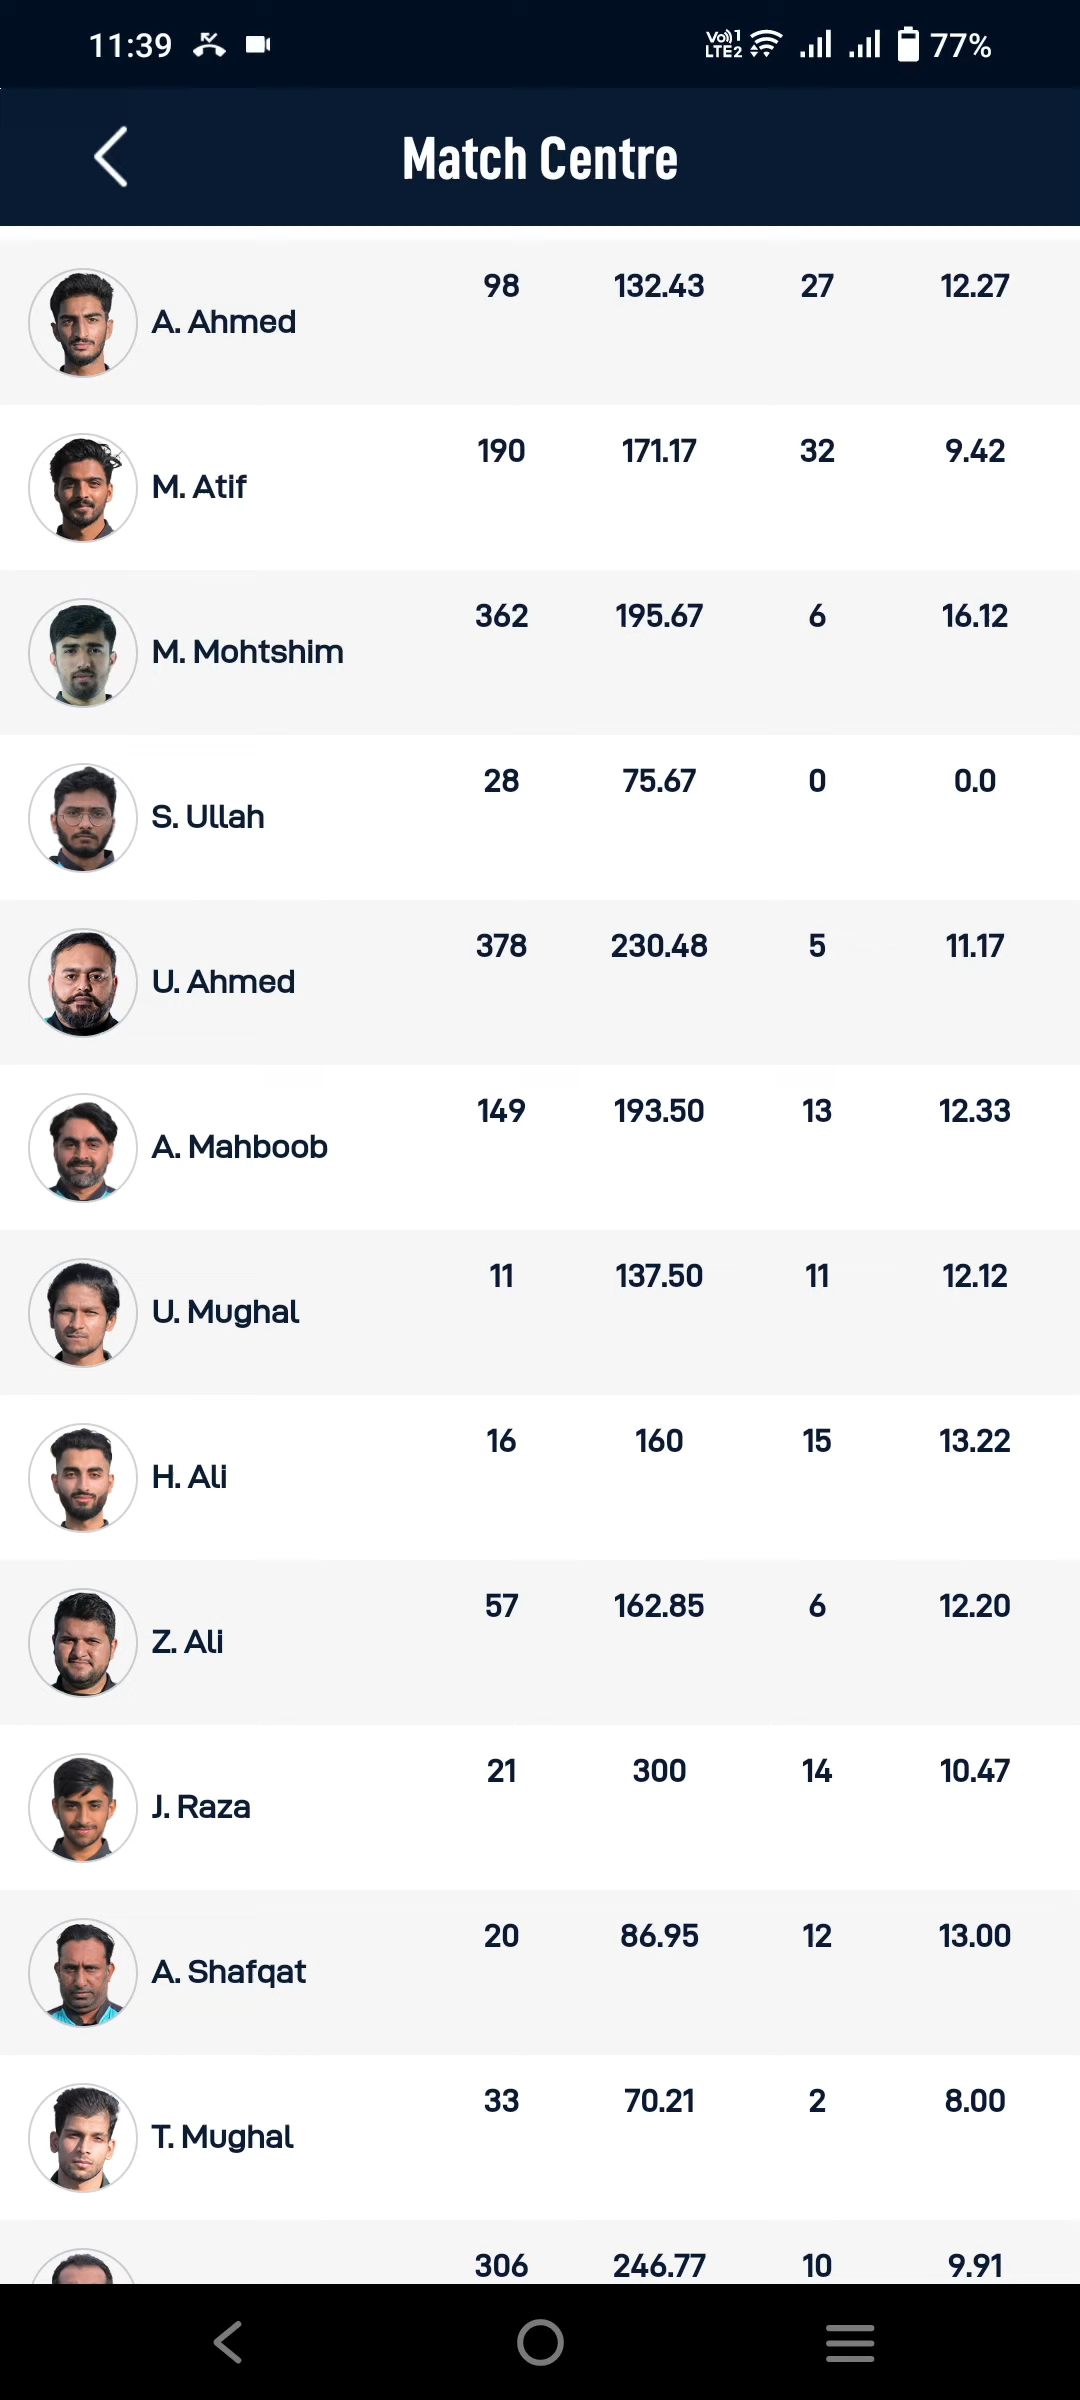 11:39 Vo)) 1 LTE2 77%
Match Centre
A. Ahmed 98 132.43 27 12.27
M. Atif 190 171.17 32 9.42
M. Mohtshim 362 195.67 6 16.12
S. Ullah 28 75.67 0 0.0
U. Ahmed 378 230.48 5 11.17
A. Mahboob 149 193.50 13 12.33
U. Mughal 11 137.50 11 12.12
H. Ali 16 160 15 13.22
Z. Ali 57 162.85 6 12.20
J. Raza 21 300 14 10.47
A. Shafqat 20 86.95 12 13.00
T. Mughal 33 70.21 2 8.00
306 246.77 10 9.91